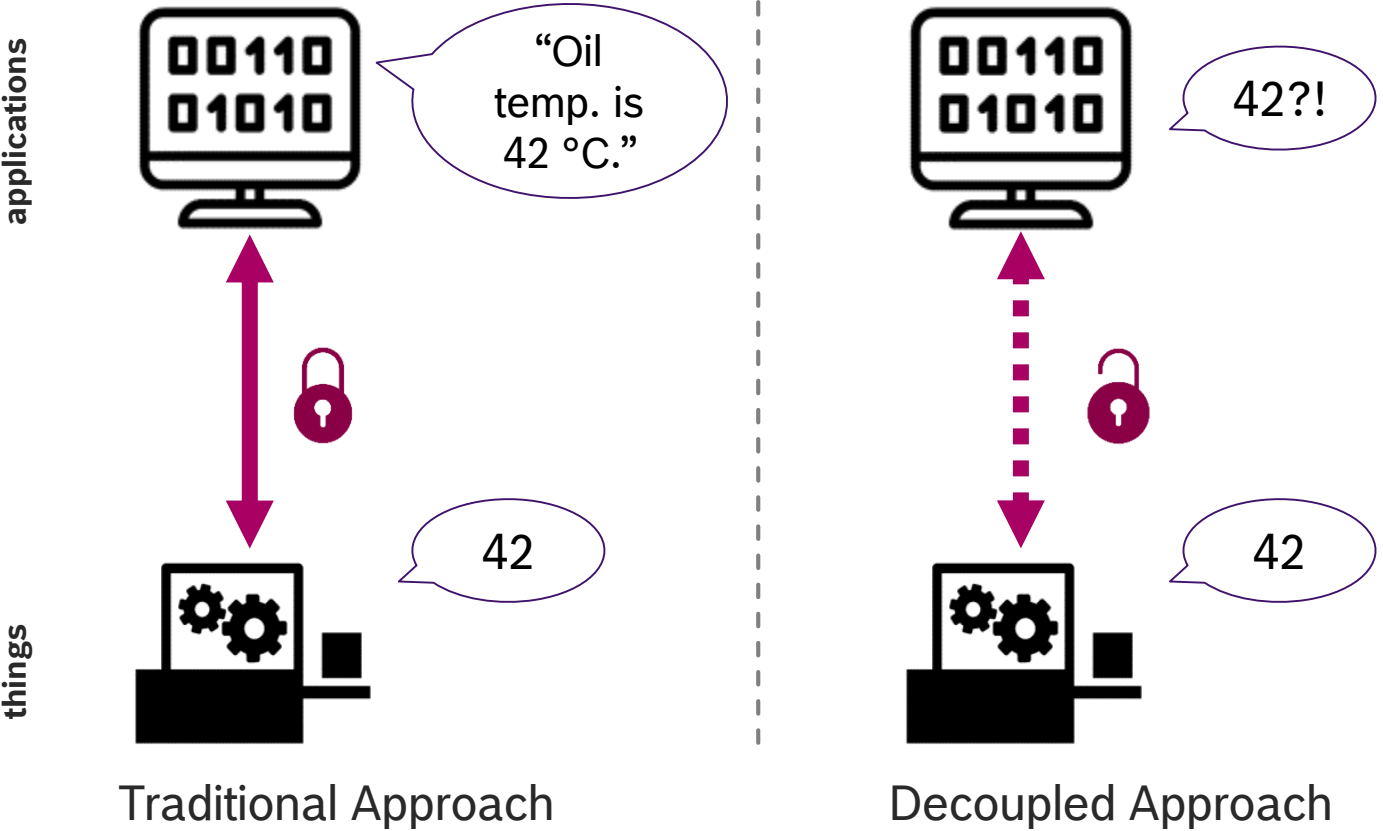 applications
00110
01010
“Oil
temp. is
42 °C.”
00110
01010
42?!
things
42
42
Traditional Approach
Decoupled Approach